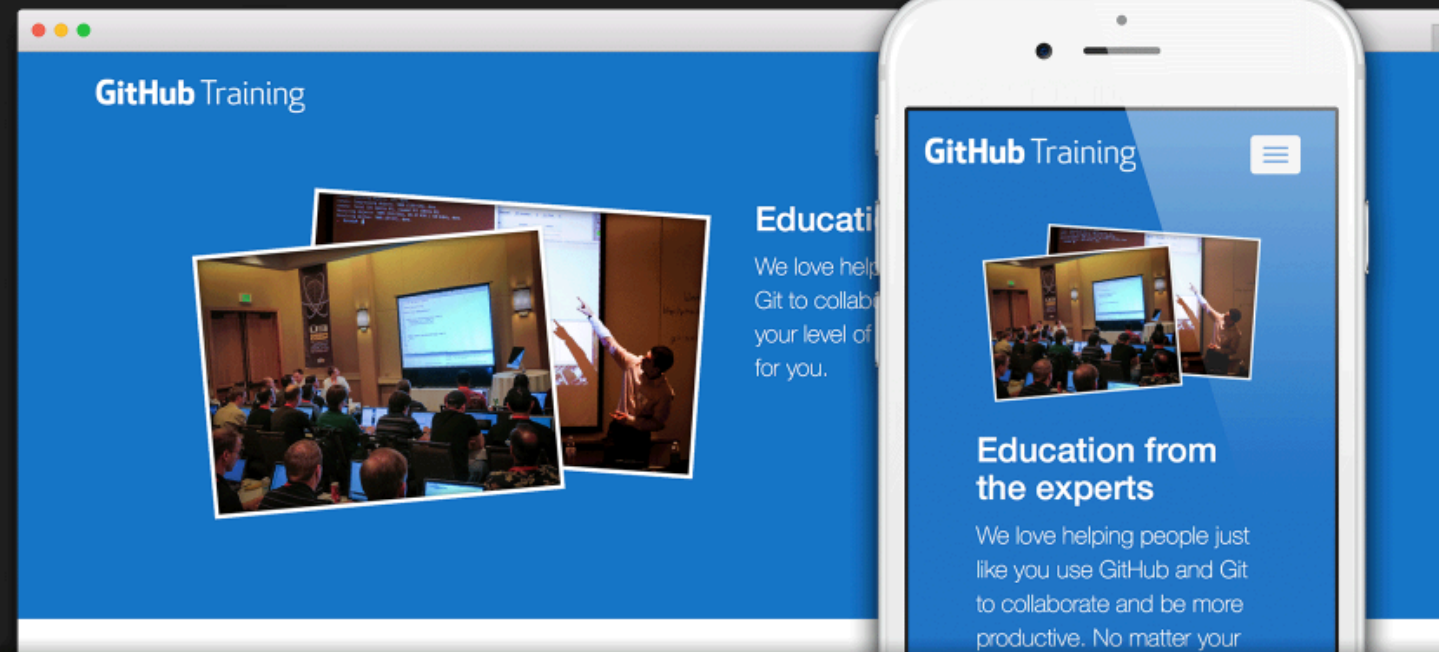 GitHub Training
Educati
We love help
Git to collab
your level of
for you.
GitHub Training
Education from
the experts
We love helping people just
like you use GitHub and Git
to collaborate and be more
productive. No matter your